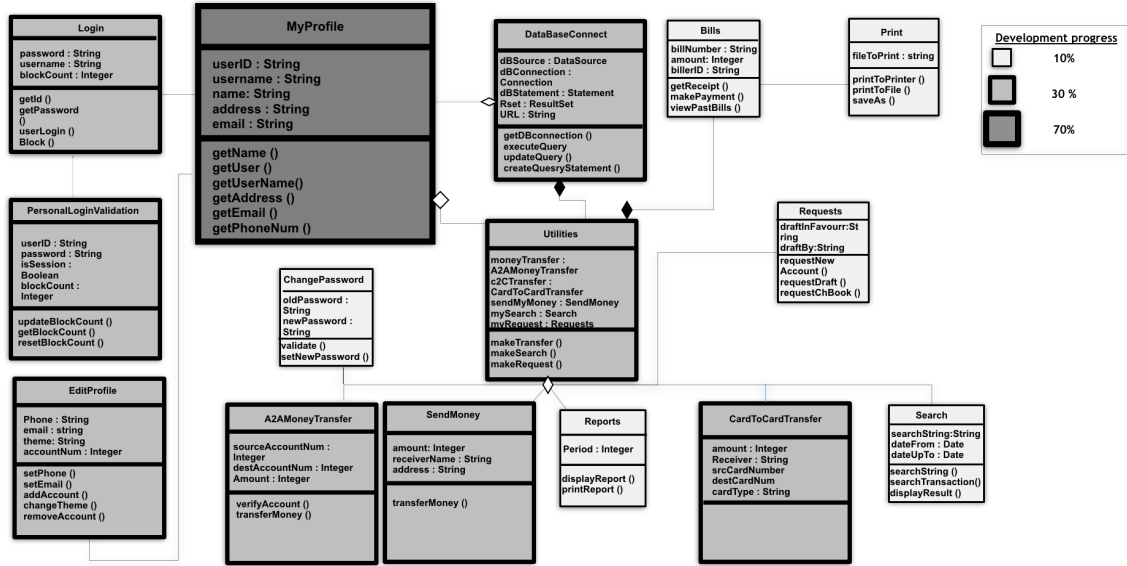 Login
password : String
username : String
blockCount : Integer
getId ()
getPassword
()
userLogin ()
Block ()
MyProfile
userID : String
username : String
name: String
address : String
email : String
getName ()
getUser ()
getUserName()
getAddress ()
getEmail ()
getPhoneNum ()
DataBaseConnect
dBSource : DataSource
dBConnection :
Connection
dBStatement : Statement
Rset : ResultSet
URL : String
getDBconnection ()
executeQuery
updateQuery ()
createQuesryStatement ()
Bills
billNumber : String
amount: Integer
billerID : String
getReceipt ()
makePayment ()
viewPastBills ()
Print
fileToPrint : string
printToPrinter ()
printToFile ()
saveAs ()
Development progress
10%
30 %
70%
PersonalLoginValidation
userID : String
password : String
isSession :
Boolean
blockCount :
Integer
updateBlockCount ()
getBlockCount ()
resetBlockCount ()
Utilities
moneyTransfer :
A2AMoneyTransfer
c2CTransfer :
CardToCardTransfer
sendMyMoney : SendMoney
mySearch : Search
myRequest : Requests
makeTransfer ()
makeSearch ()
makeRequest ()
Requests
draftInFavourr:St
ring
draftBy:String
requestNew
Account ()
requestDraft ()
requestChBook ()
ChangePassword
oldPassword :
String
newPassword :
String
validate ()
setNewPassword ()
EditProfile
Phone : String
email : string
theme: String
accountNum : Integer
setPhone ()
setEmail ()
addAccount ()
changeTheme ()
removeAccount ()
A2AMoneyTransfer
sourceAccountNum :
Integer
destAccountNum : Integer
Amount : Integer
verifyAccount ()
transferMoney ()
SendMoney
amount: Integer
receiverName : String
address : String
transferMoney ()
Reports
Period : Integer
displayReport ()
printReport ()
CardToCardTransfer
amount : Integer
Receiver : String
srcCardNumber
destCardNum
cardType : String
Search
searchString:String
dateFrom : Date
dateUpTo : Date
searchString ()
searchTransaction()
displayResult ()